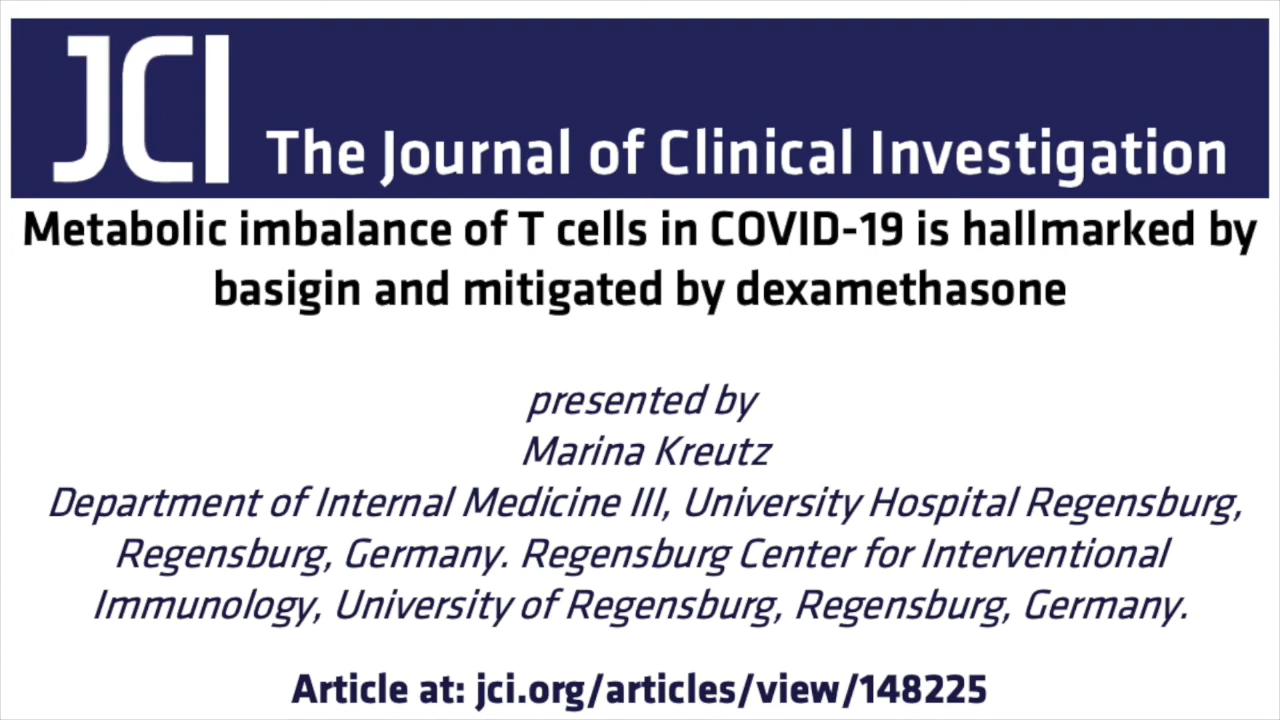 JCI The Journal of Clinical Investigation
Metabolic imbalance of T cells in COVID-19 is hallmarked by
basigin and mitigated by dexamethasone
presented by
Marina Kreutz
Department of Internal Medicine III, University Hospital Regensburg,
Regensburg, Germany. Regensburg Center for Interventional
Immunology, University of Regensburg, Regensburg, Germany.
Article at: jci.org/articles/view/148225